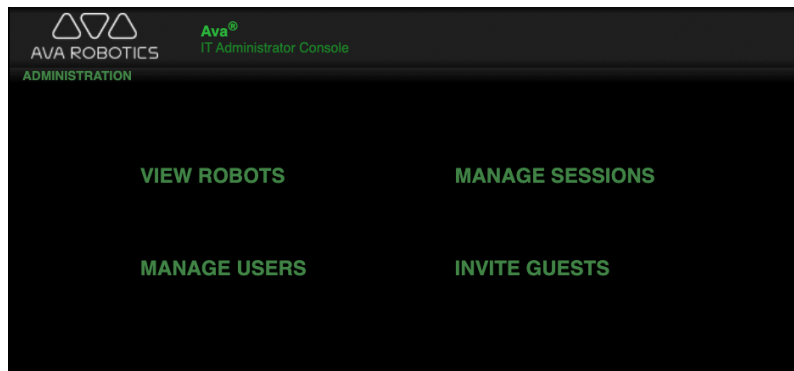 AVA ROBOTICS
Ava®
IT Administrator Console
ADMINISTRATION
VIEW ROBOTS
MANAGE SESSIONS
MANAGE USERS
INVITE GUESTS